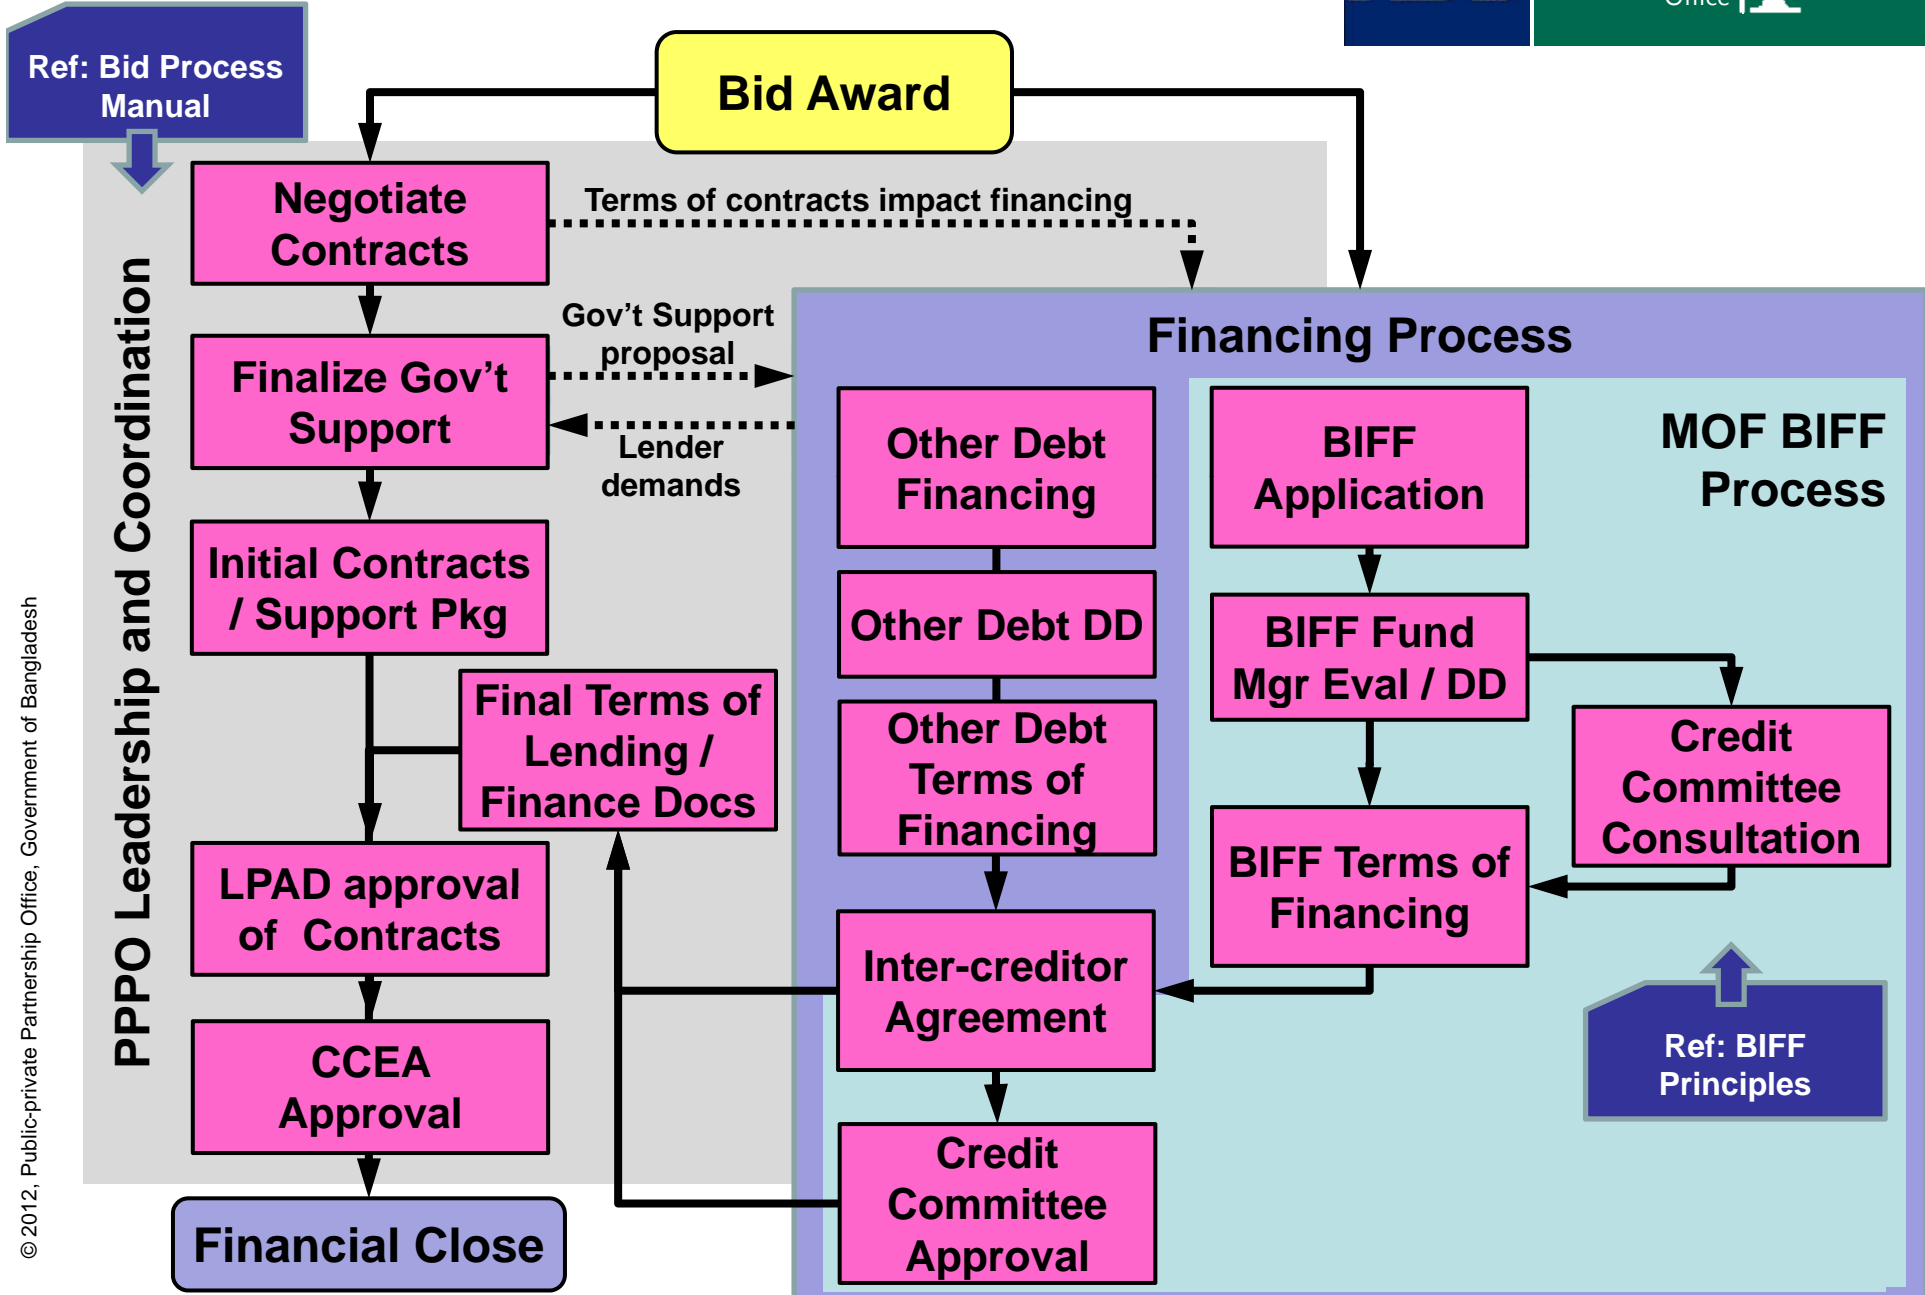 Office
Ref: Bid Process
Manual
Bid Award
Negotiate
Contracts
Terms of contracts impact financing
PPPO Leadership and Coordination
Gov't Support
proposal
Finalize Gov't
Support
Lender
demands
Initial Contracts
/ Support Pkg
Final Terms of
Lending /
Finance Docs
LPAD approval
of Contracts
CCEA
Approval
Financial Close
Financing Process
Other Debt
Financing
Other Debt DD
Other Debt
Terms of
Financing
Inter-creditor
Agreement
Credit
Committee
Approval
MOF BIFF
Process
BIFF
Application
BIFF Fund
Mgr Eval / DD
Credit
Committee
Consultation
BIFF Terms of
Financing
Ref: BIFF
Principles
© 2012, Public-private Partnership Office, Government of Bangladesh